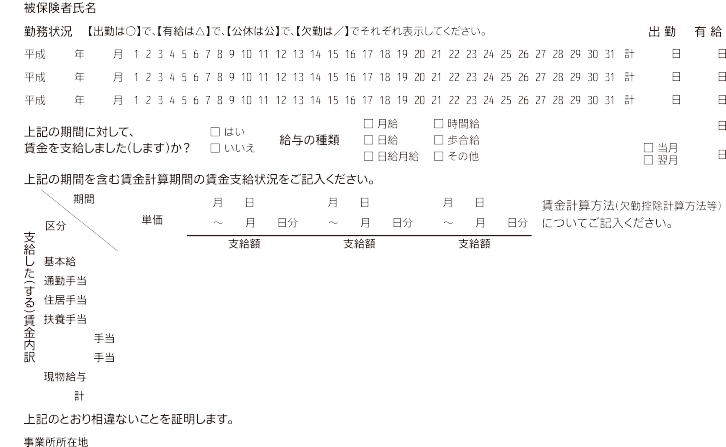 被保険者氏名
勤務状況 【出勤は○】で、【有給は△】で、【公休は公】で、【欠勤は／】でそれぞれ表示してください。 出 勤 有 給
平成 年 月 1 2 3 4 5 6 7 8 9 10 11 12 13 14 15 16 17 18 19 20 21 22 23 24 25 26 27 28 29 30 31 計 日 日
平成 年 月 1 2 3 4 5 6 7 8 9 10 11 12 13 14 15 16 17 18 19 20 21 22 23 24 25 26 27 28 29 30 31 計 日 日
平成 年 月 1 2 3 4 5 6 7 8 9 10 11 12 13 14 15 16 17 18 19 20 21 22 23 24 25 26 27 28 29 30 31 計 日 日
上記の期間に対して、
賃金を支給しました(します)か？
□ はい
□ いいえ
給与の種類
□ 月給 □ 時間給
□ 日給 □ 歩合給
□ 日給月給 □ その他
日
□ 当月
□ 翌月
日
上記の期間を含む賃金計算期間の賃金支給状況をご記入ください。
期間
区分
単価
月 日 月 日 月 日
～ 月 日分 ～ 月 日分 ～ 月 日分
支給額 支給額 支給額
賃金計算方法(欠勤控除計算方法等)
についてご記入ください。
支給した(する)賃金内訳
基本給
通勤手当
住居手当
扶養手当
手当
手当
現物給与
計
上記のとおり相違ないことを証明します。
事業所所在地